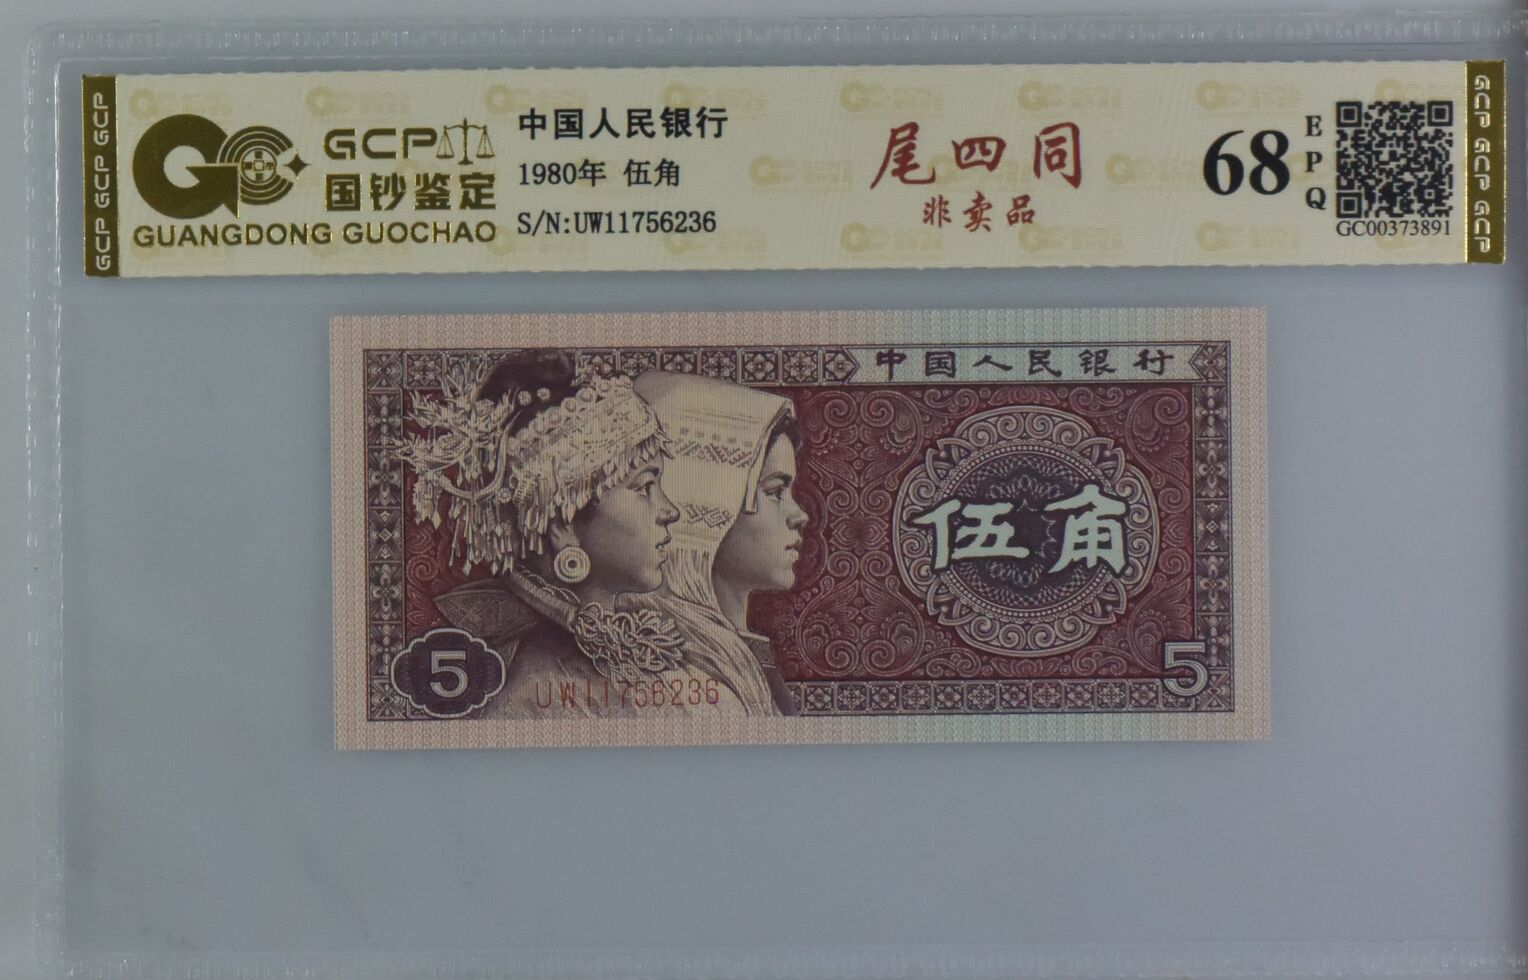 GCP GCP GCP
GCP
国钞鉴定
GUANGDONG GUOCHAO
中国人民银行
1980年 伍角
S/N:UW11756236
尾四同
非卖品
68
EPQ
GC00373891
GCP GCP GCP
中国人民银行
伍角
5
5
UW11756236